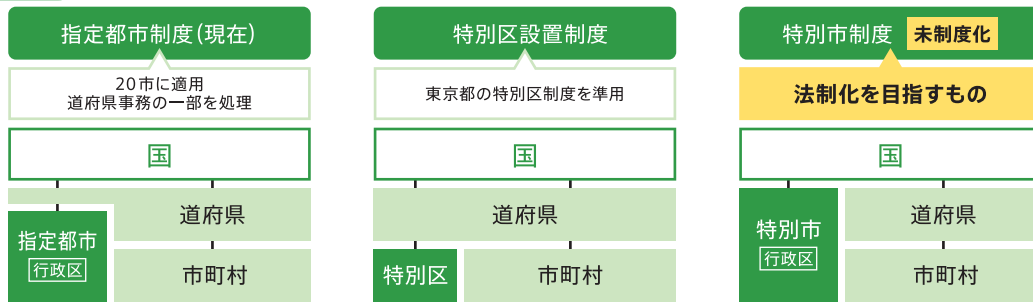 指定都市制度(現在)
20市に適用
道府県事務の一部を処理
国
道府県
指定都市
行政区
市町村
特別区設置制度
東京都の特別区制度を準用
国
道府県
特別区
市町村
特別市制度 未制度化
法制化を目指すもの
国
特別市
行政区
道府県
市町村